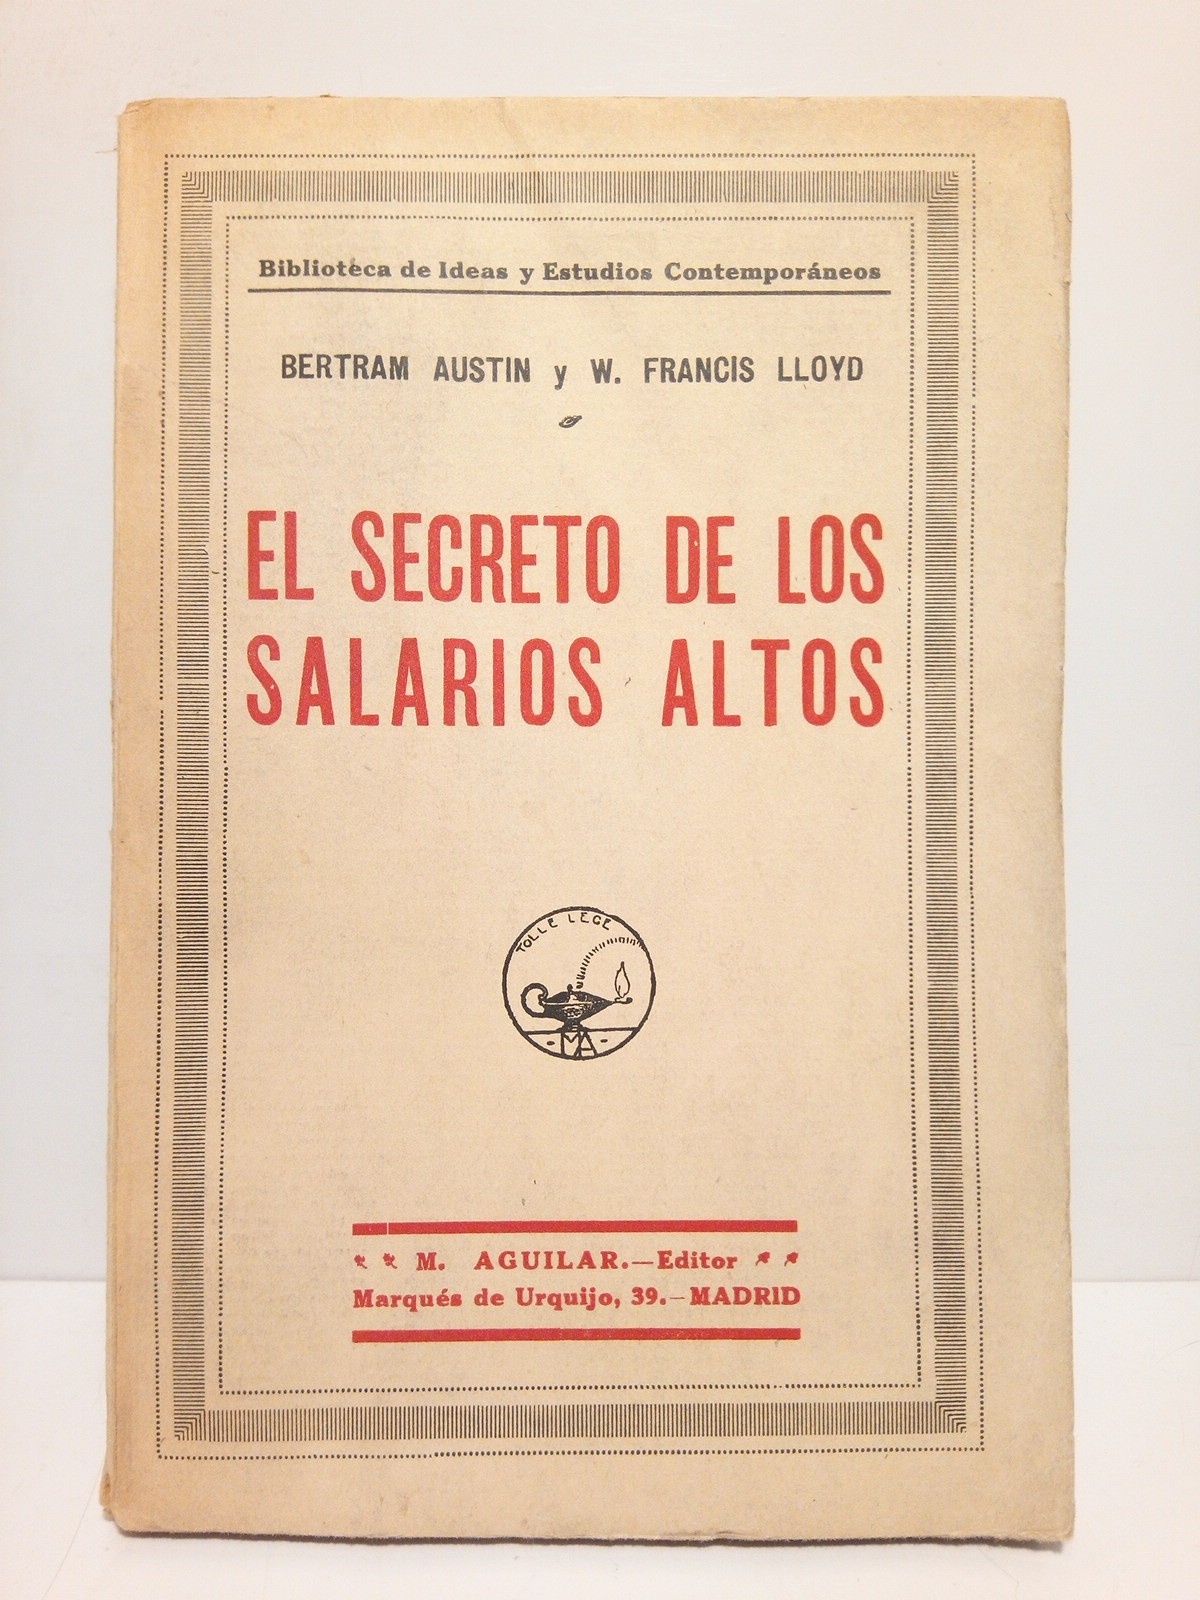 Biblioteca de Ideas y Estudios Contemporáneos
BERTRAM AUSTIN y W. FRANCIS LLOYD
EL SECRETO DE LOS
SALARIOS ALTOS
TOLLE LEGE
MA
M. AGUILAR.—Editor
Marqués de Urquijo, 39.—MADRID